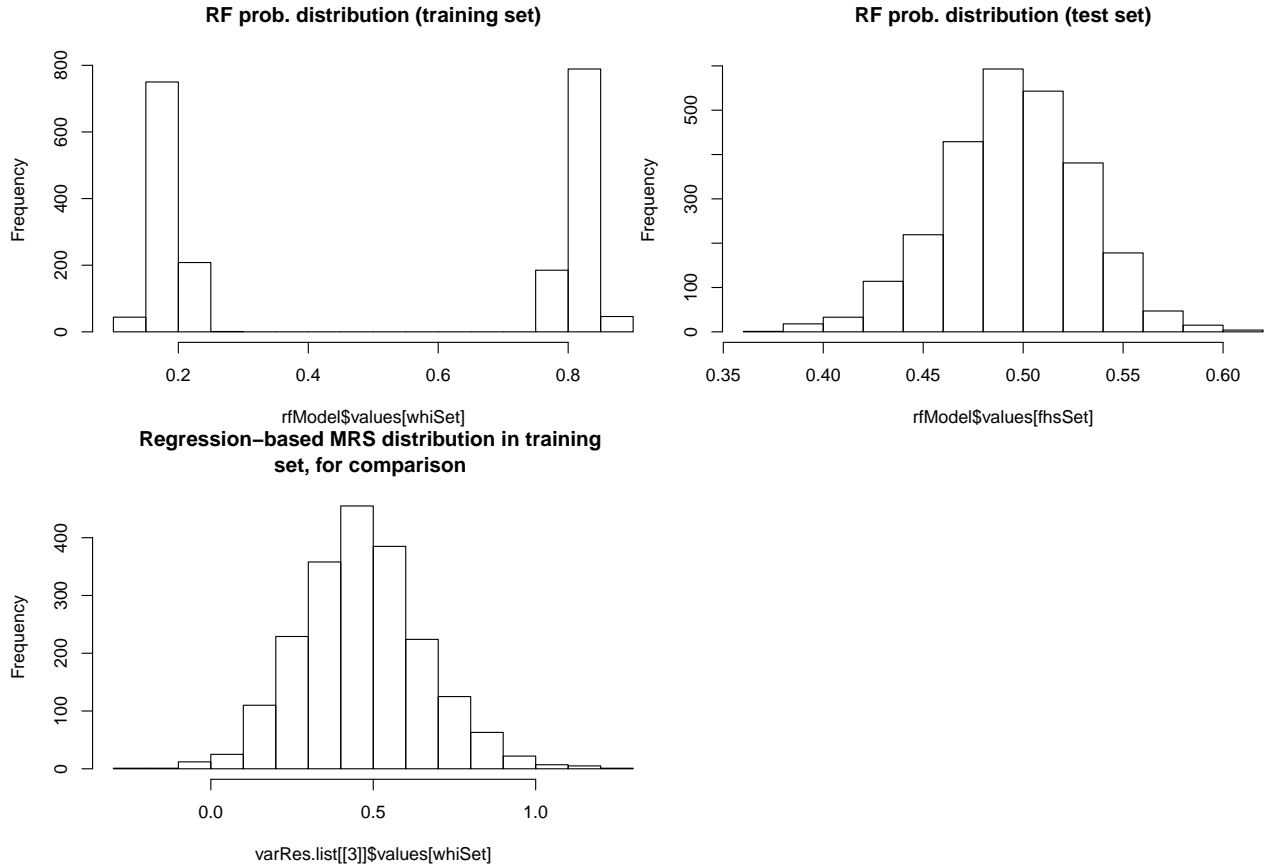 RF prob. distribution (training set)
Frequency
0
200
400
600
800
0.2
0.4
0.6
0.8
rfModel$values[whiSet]
RF prob. distribution (test set)
Frequency
0
100
300
500
0.35
0.40
0.45
0.50
0.55
0.60
rfModel$values[fhsSet]
Regression−based MRS distribution in training
set, for comparison
Frequency
0
100
200
300
400
0.0
0.5
1.0
varRes.list[[3]]$values[whiSet]